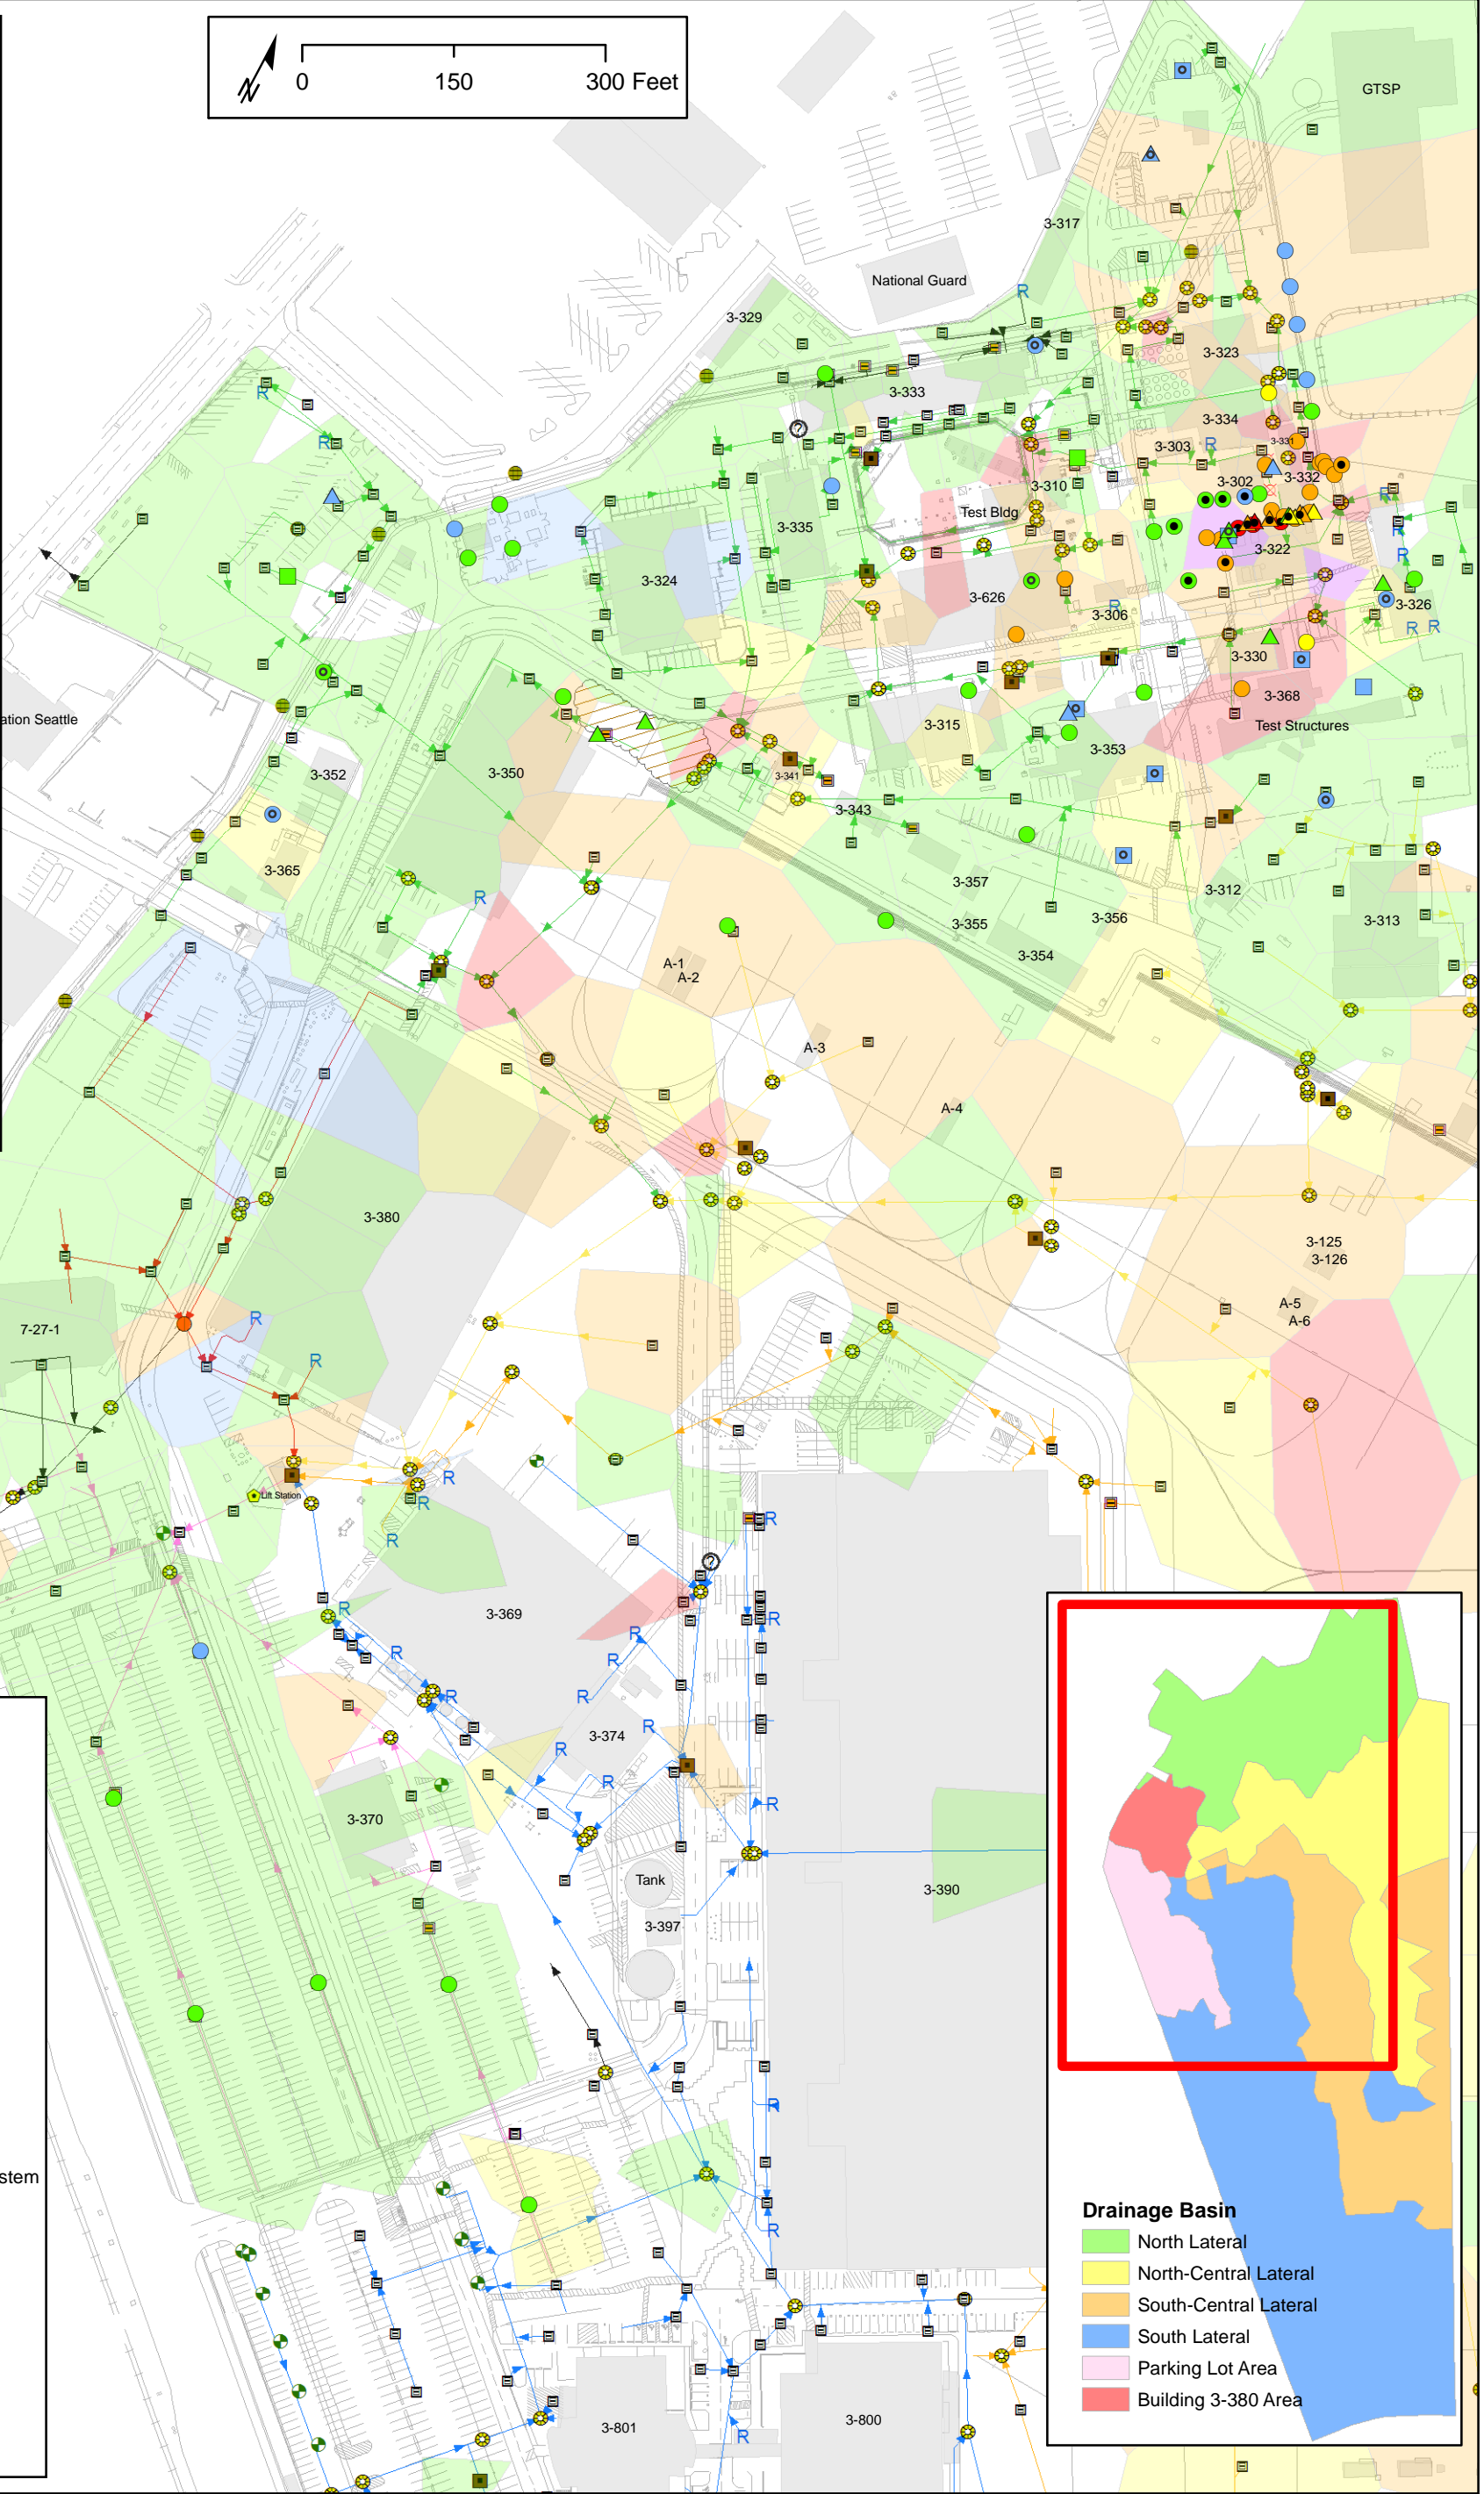 0 150 300 Feet
GTSP
3-317
National Guard
R
3-329
3-323
3-333
R
3-334
R
3-303
R
3-331
3-332
3-302
3-310
R
Test Bldg
3-335
R
3-322
R
3-324
3-626
R
3-306
3-326
R R
3-330
3-368
ation Seattle
3-315
Test Structures
3-353
3-352
3-350
3-341
3-343
3-365
3-357
3-312
R
3-355
3-356
3-313
3-354
A-1
A-2
A-3
A-4
3-380
3-125
3-126
A-5
A-6
R
7-27-1
R
R
Lift Station
R
R
R
R
R
3-369
R
R
R
R
R
R
R
3-374
R
R
R
3-370
Tank
3-390
3-397
R
stem
R
R
3-801
3-800
Drainage Basin
North Lateral
North-Central Lateral
South-Central Lateral
South Lateral
Parking Lot Area
Building 3-380 Area